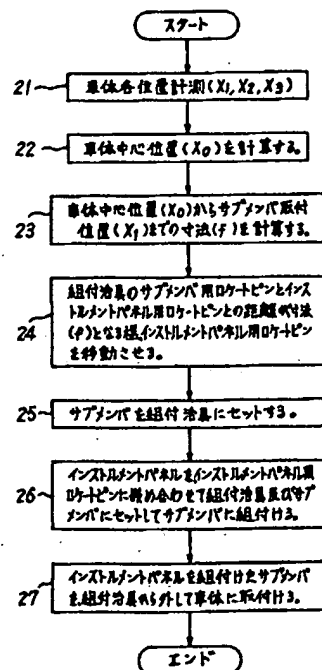 スタート
21
車体各位置計測(X1,X2,X3)
22
車体中心位置(X0)を計算する。
23
車体中心位置(X0)からサブメンバ取付
位置(X1)までの寸法(f)を計算する。
24
組付治具のサブメンバ用ロケートピンとインス
トルメントパネル用ロケートピンとの距離が寸法
(f)となる様、インストルメントパネル用ロケートピン
を移動させる。
25
サブメンバを組付治具にセットする。
26
インストルメントパネルを、インストルメントパネル用
ロケートピンに嵌め合わせて組付治具及びサブ
メンバにセットしてサブメンバに組付ける。
27
インストルメントパネルを組付けたサブメンバ
を、組付治具から外して車体に取付ける。
エンド